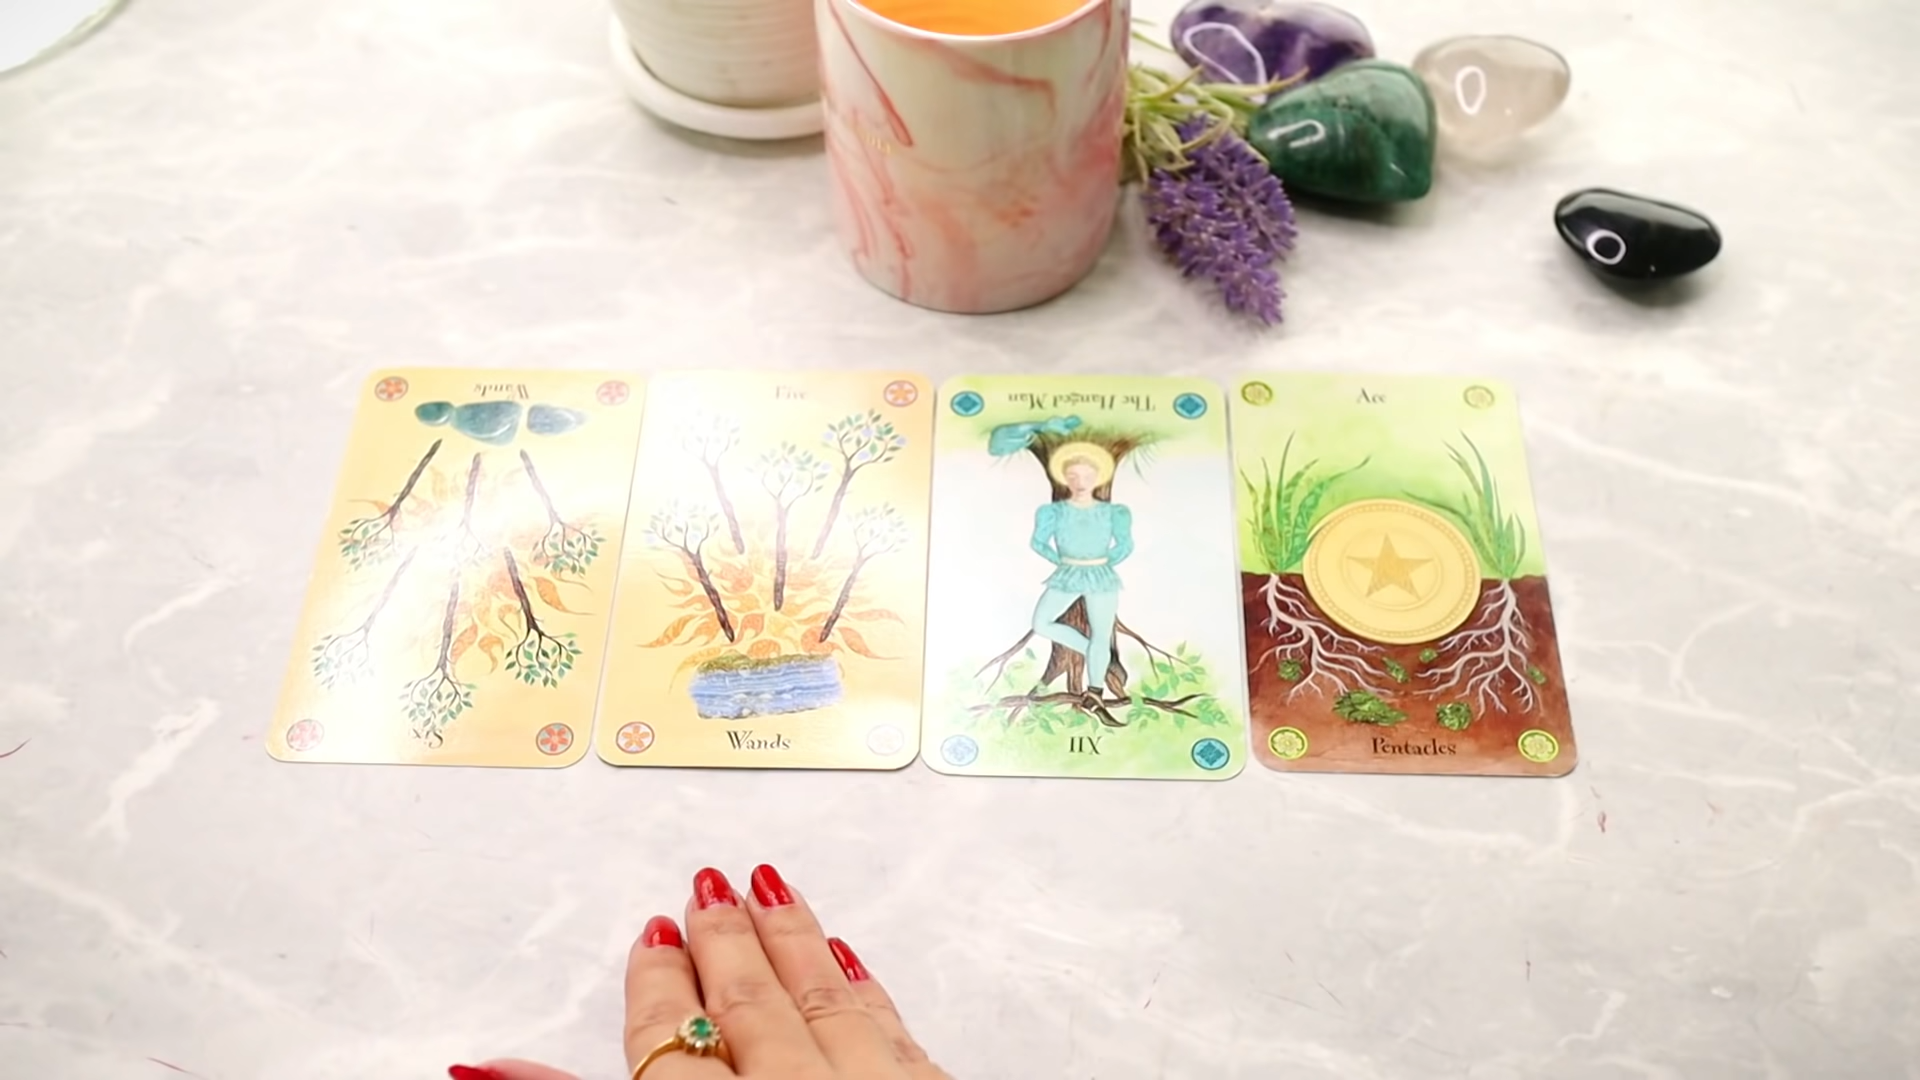 Wands
Six
Five
Wands
The Hanged Man
XII
Ace
Pentacles